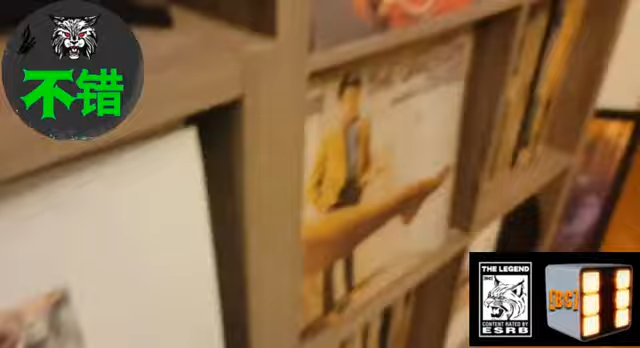 不错
THE LEGEND
CONTENT RATED BY
ESRB
[BC]